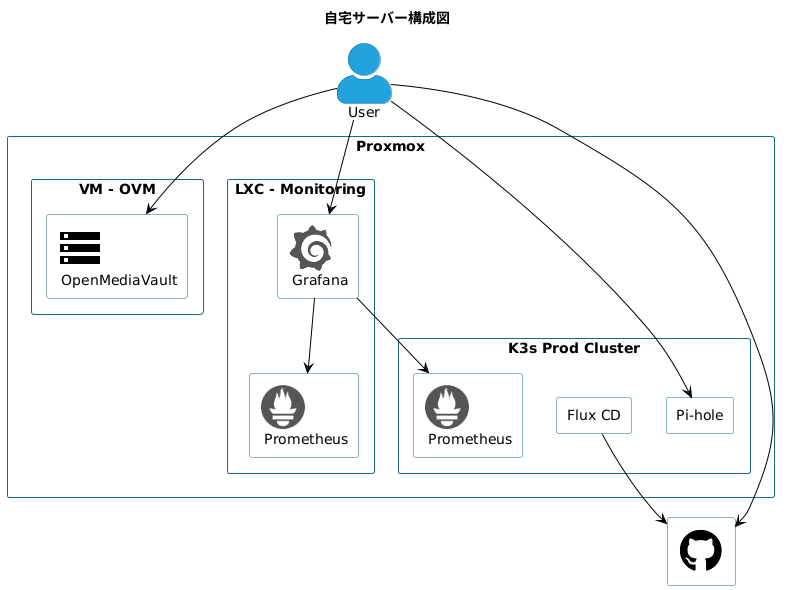 自宅サーバー構成図
User
Proxmox
VM - OVM
LXC - Monitoring
OpenMediaVault
Grafana
K3s Prod Cluster
Prometheus
Prometheus
Flux CD
Pi-hole